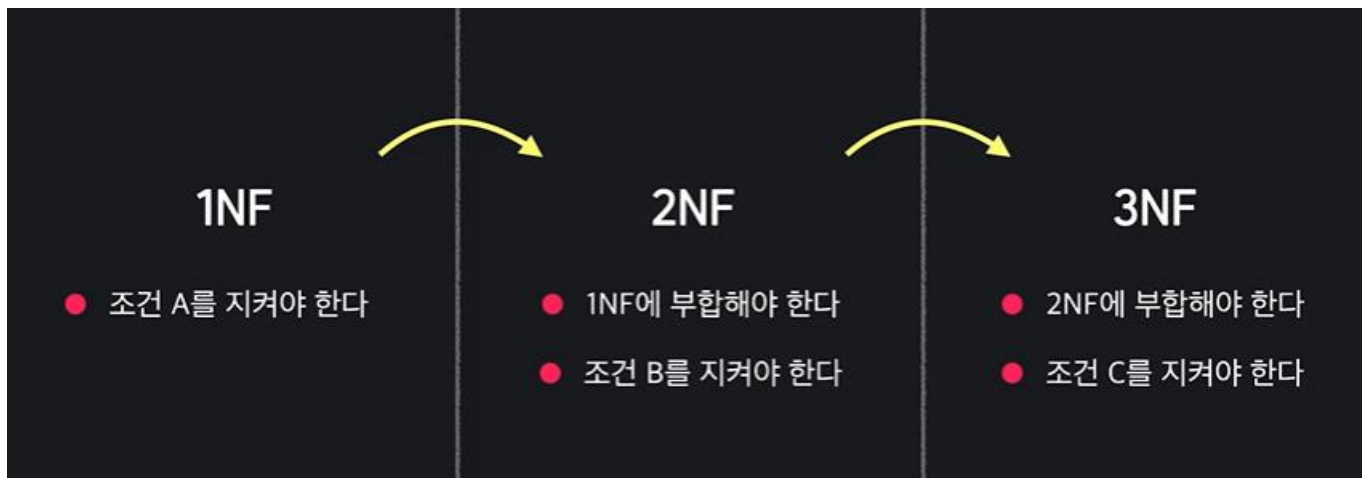 1NF
조건 A를 지켜야 한다
2NF
1NF에 부합해야 한다
조건 B를 지켜야 한다
3NF
2NF에 부합해야 한다
조건 C를 지켜야 한다